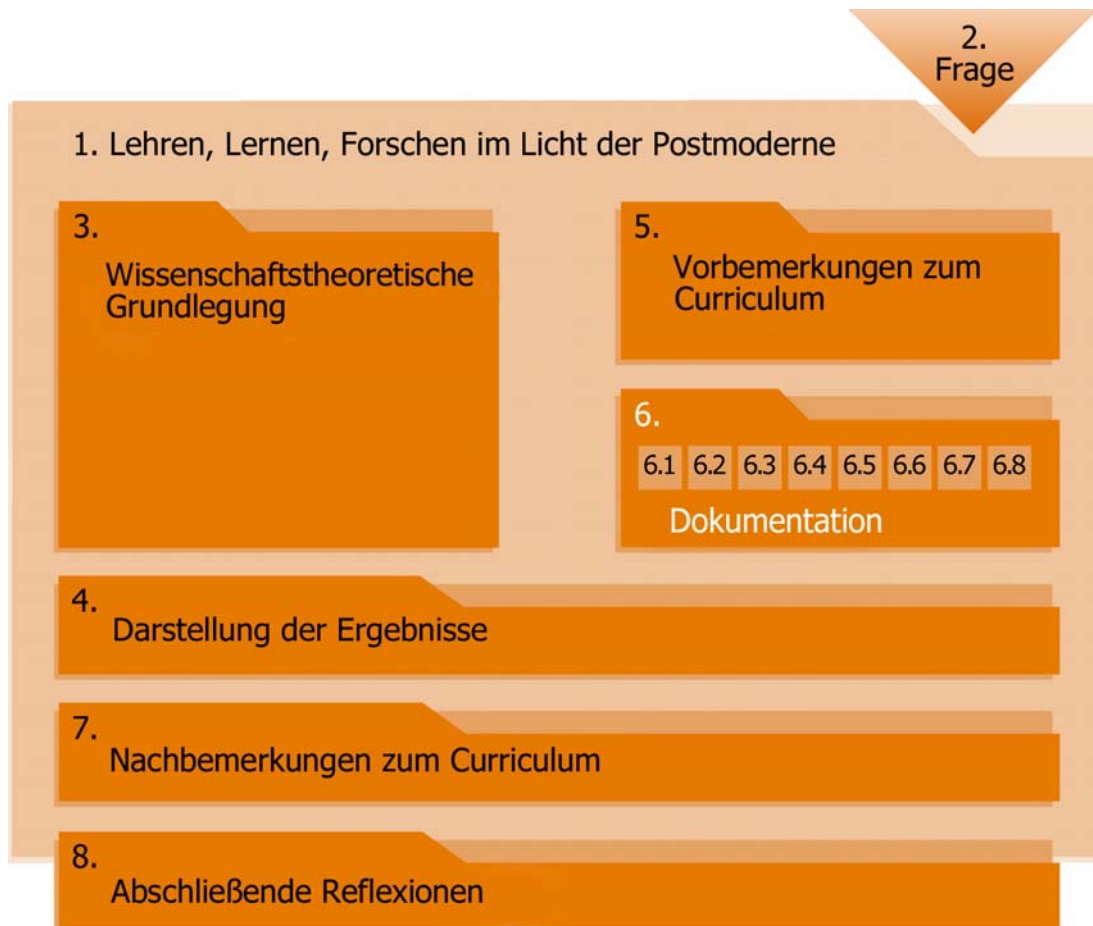 2.
Frage
1. Lehren, Lernen, Forschen im Licht der Postmoderne
3.
Wissenschaftstheoretische
Grundlegung
5.
Vorbemerkungen zum
Curriculum
6.
6.1 6.2 6.3 6.4 6.5 6.6 6.7 6.8
Dokumentation
4.
Darstellung der Ergebnisse
7.
Nachbemerkungen zum Curriculum
8.
Abschließende Reflexionen